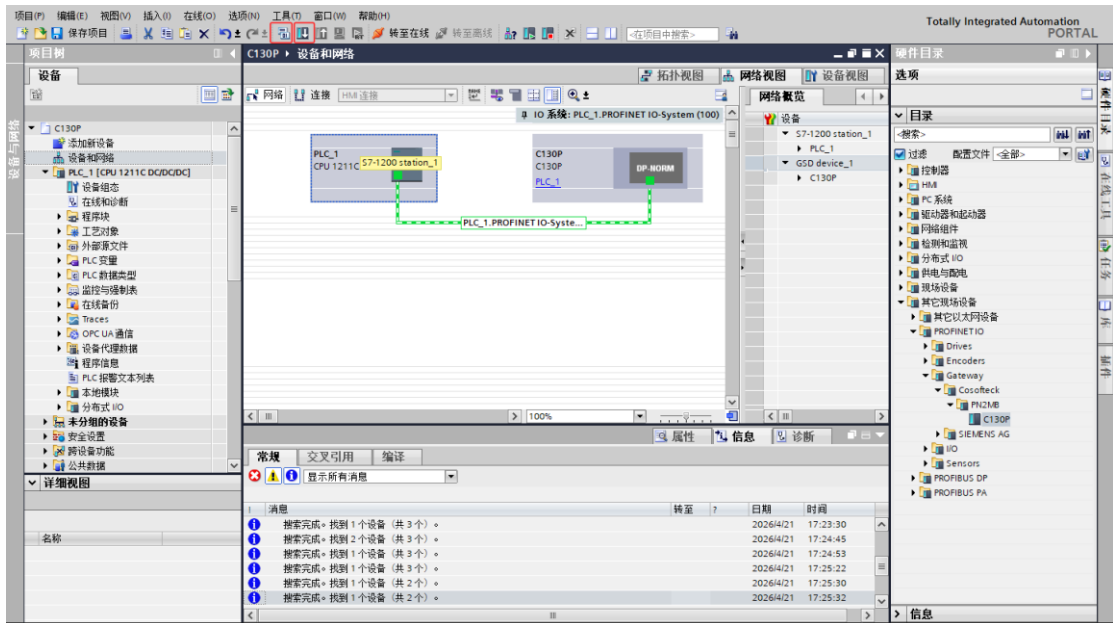 项目(P) 编辑(E) 视图(V) 插入(I) 在线(O) 选项(N) 工具(T) 窗口(W) 帮助(H)
Totally Integrated Automation
PORTAL
保存项目 转至在线 转至离线 <在项目中搜索>
项目树
C130P ▸ 设备和网络
硬件目录
设备
拓扑视图 网络视图 设备视图
选项
网络 连接 HMI 连接
网络概览
IO 系统: PLC_1.PROFINET IO-System (100)
设备
S7-1200 station_1
PLC_1
GSD device_1
C130P
PLC_1
CPU 1211C
S7-1200 station_1
C130P
C130P
PLC_1
DP-NORM
PLC_1.PROFINET IO-Syste...
设备与网络
C130P
添加新设备
设备和网络
PLC_1 [CPU 1211C DC/DC/DC]
设备组态
在线和诊断
程序块
工艺对象
外部源文件
PLC 变量
PLC 数据类型
监控与强制表
在线备份
Traces
OPC UA 通信
设备代理数据
程序信息
PLC 报警文本列表
本地模块
分布式 I/O
未分组的设备
安全设置
跨设备功能
公共数据
详细视图
名称
100%
属性 信息 诊断
常规 交叉引用 编译
显示所有消息
! 消息 转至 ? 日期 时间
搜索完成。找到 1 个设备（共 3 个）。 2026/4/21 17:23:30
搜索完成。找到 2 个设备（共 3 个）。 2026/4/21 17:24:45
搜索完成。找到 1 个设备（共 3 个）。 2026/4/21 17:24:53
搜索完成。找到 1 个设备（共 3 个）。 2026/4/21 17:25:22
搜索完成。找到 1 个设备（共 2 个）。 2026/4/21 17:25:30
搜索完成。找到 1 个设备（共 2 个）。 2026/4/21 17:25:32
目录
<搜索>
过滤 配置文件 <全部>
控制器
HMI
PC 系统
驱动器和起动器
网络组件
检测和监视
分布式 I/O
供电与配电
现场设备
其它现场设备
其它以太网设备
PROFINET IO
Drives
Encoders
Gateway
Cosofteck
PN2MB
C130P
SIEMENS AG
I/O
Sensors
PROFIBUS DP
PROFIBUS PA
信息
硬件目录
在线工具
任务
库